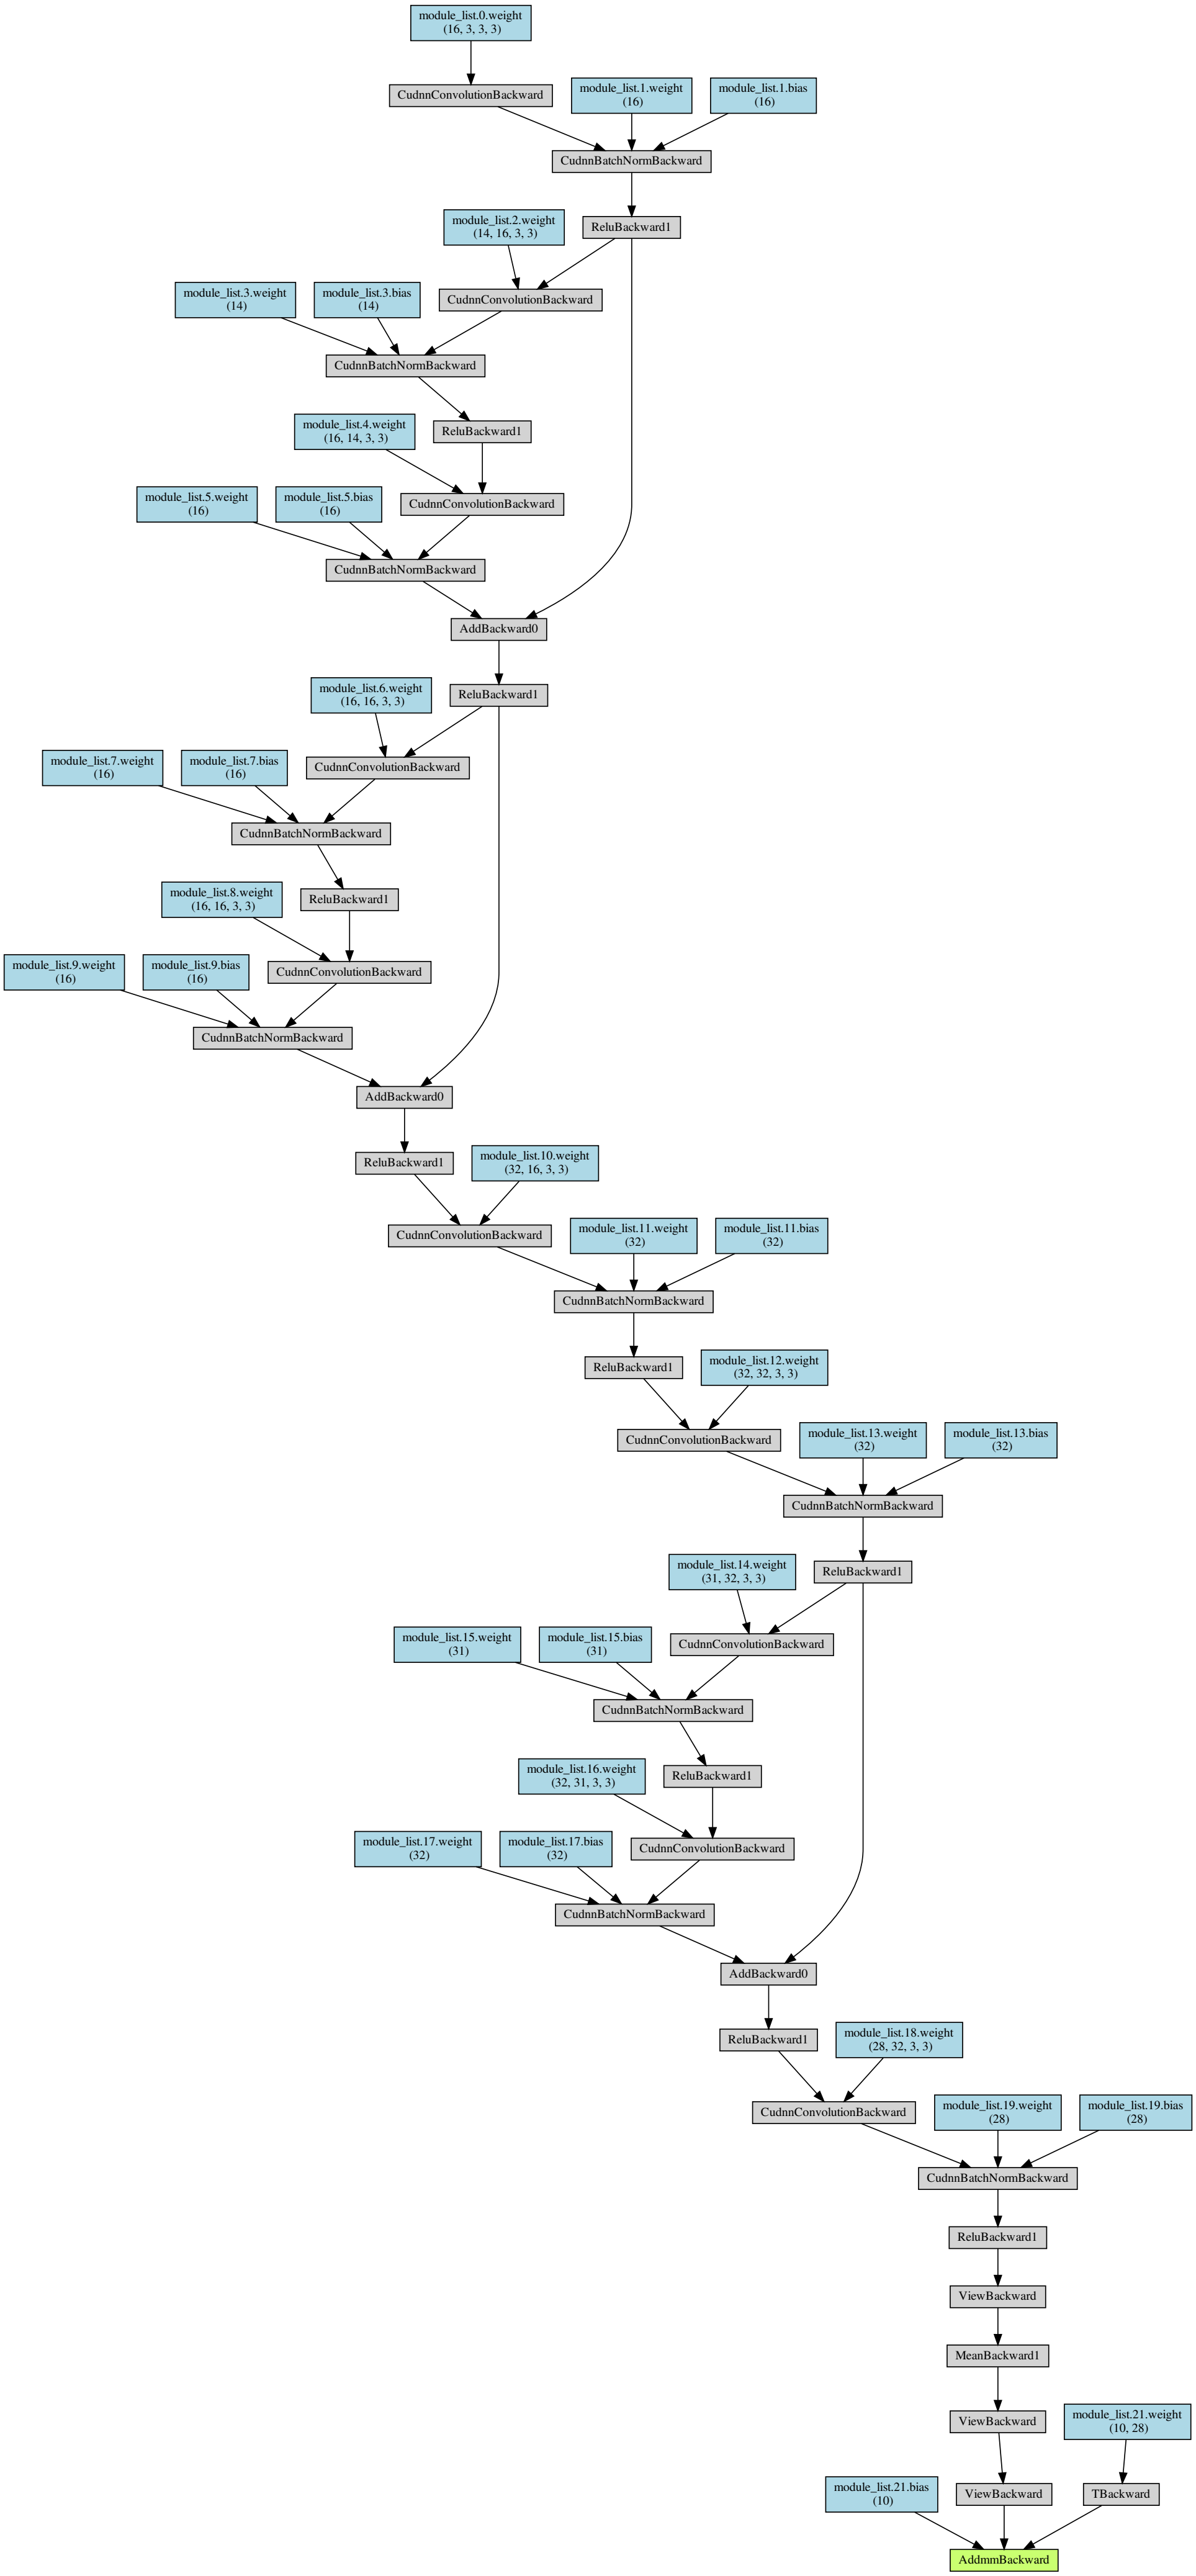 module_list.0.weight
(16, 3, 3, 3)
CudnnConvolutionBackward
module_list.1.weight
(16)
module_list.1.bias
(16)
CudnnBatchNormBackward
ReluBackward1
module_list.2.weight
(14, 16, 3, 3)
CudnnConvolutionBackward
module_list.3.weight
(14)
module_list.3.bias
(14)
CudnnBatchNormBackward
ReluBackward1
module_list.4.weight
(16, 14, 3, 3)
CudnnConvolutionBackward
module_list.5.weight
(16)
module_list.5.bias
(16)
CudnnBatchNormBackward
AddBackward0
ReluBackward1
module_list.6.weight
(16, 16, 3, 3)
CudnnConvolutionBackward
module_list.7.weight
(16)
module_list.7.bias
(16)
CudnnBatchNormBackward
ReluBackward1
module_list.8.weight
(16, 16, 3, 3)
CudnnConvolutionBackward
module_list.9.weight
(16)
module_list.9.bias
(16)
CudnnBatchNormBackward
AddBackward0
ReluBackward1
module_list.10.weight
(32, 16, 3, 3)
CudnnConvolutionBackward
module_list.11.weight
(32)
module_list.11.bias
(32)
CudnnBatchNormBackward
ReluBackward1
module_list.12.weight
(32, 32, 3, 3)
CudnnConvolutionBackward
module_list.13.weight
(32)
module_list.13.bias
(32)
CudnnBatchNormBackward
ReluBackward1
module_list.14.weight
(31, 32, 3, 3)
CudnnConvolutionBackward
module_list.15.weight
(31)
module_list.15.bias
(31)
CudnnBatchNormBackward
ReluBackward1
module_list.16.weight
(32, 31, 3, 3)
CudnnConvolutionBackward
module_list.17.weight
(32)
module_list.17.bias
(32)
CudnnBatchNormBackward
AddBackward0
ReluBackward1
module_list.18.weight
(28, 32, 3, 3)
CudnnConvolutionBackward
module_list.19.weight
(28)
module_list.19.bias
(28)
CudnnBatchNormBackward
ReluBackward1
ViewBackward
MeanBackward1
ViewBackward
module_list.21.weight
(10, 28)
module_list.21.bias
(10)
ViewBackward
TBackward
AddmmBackward